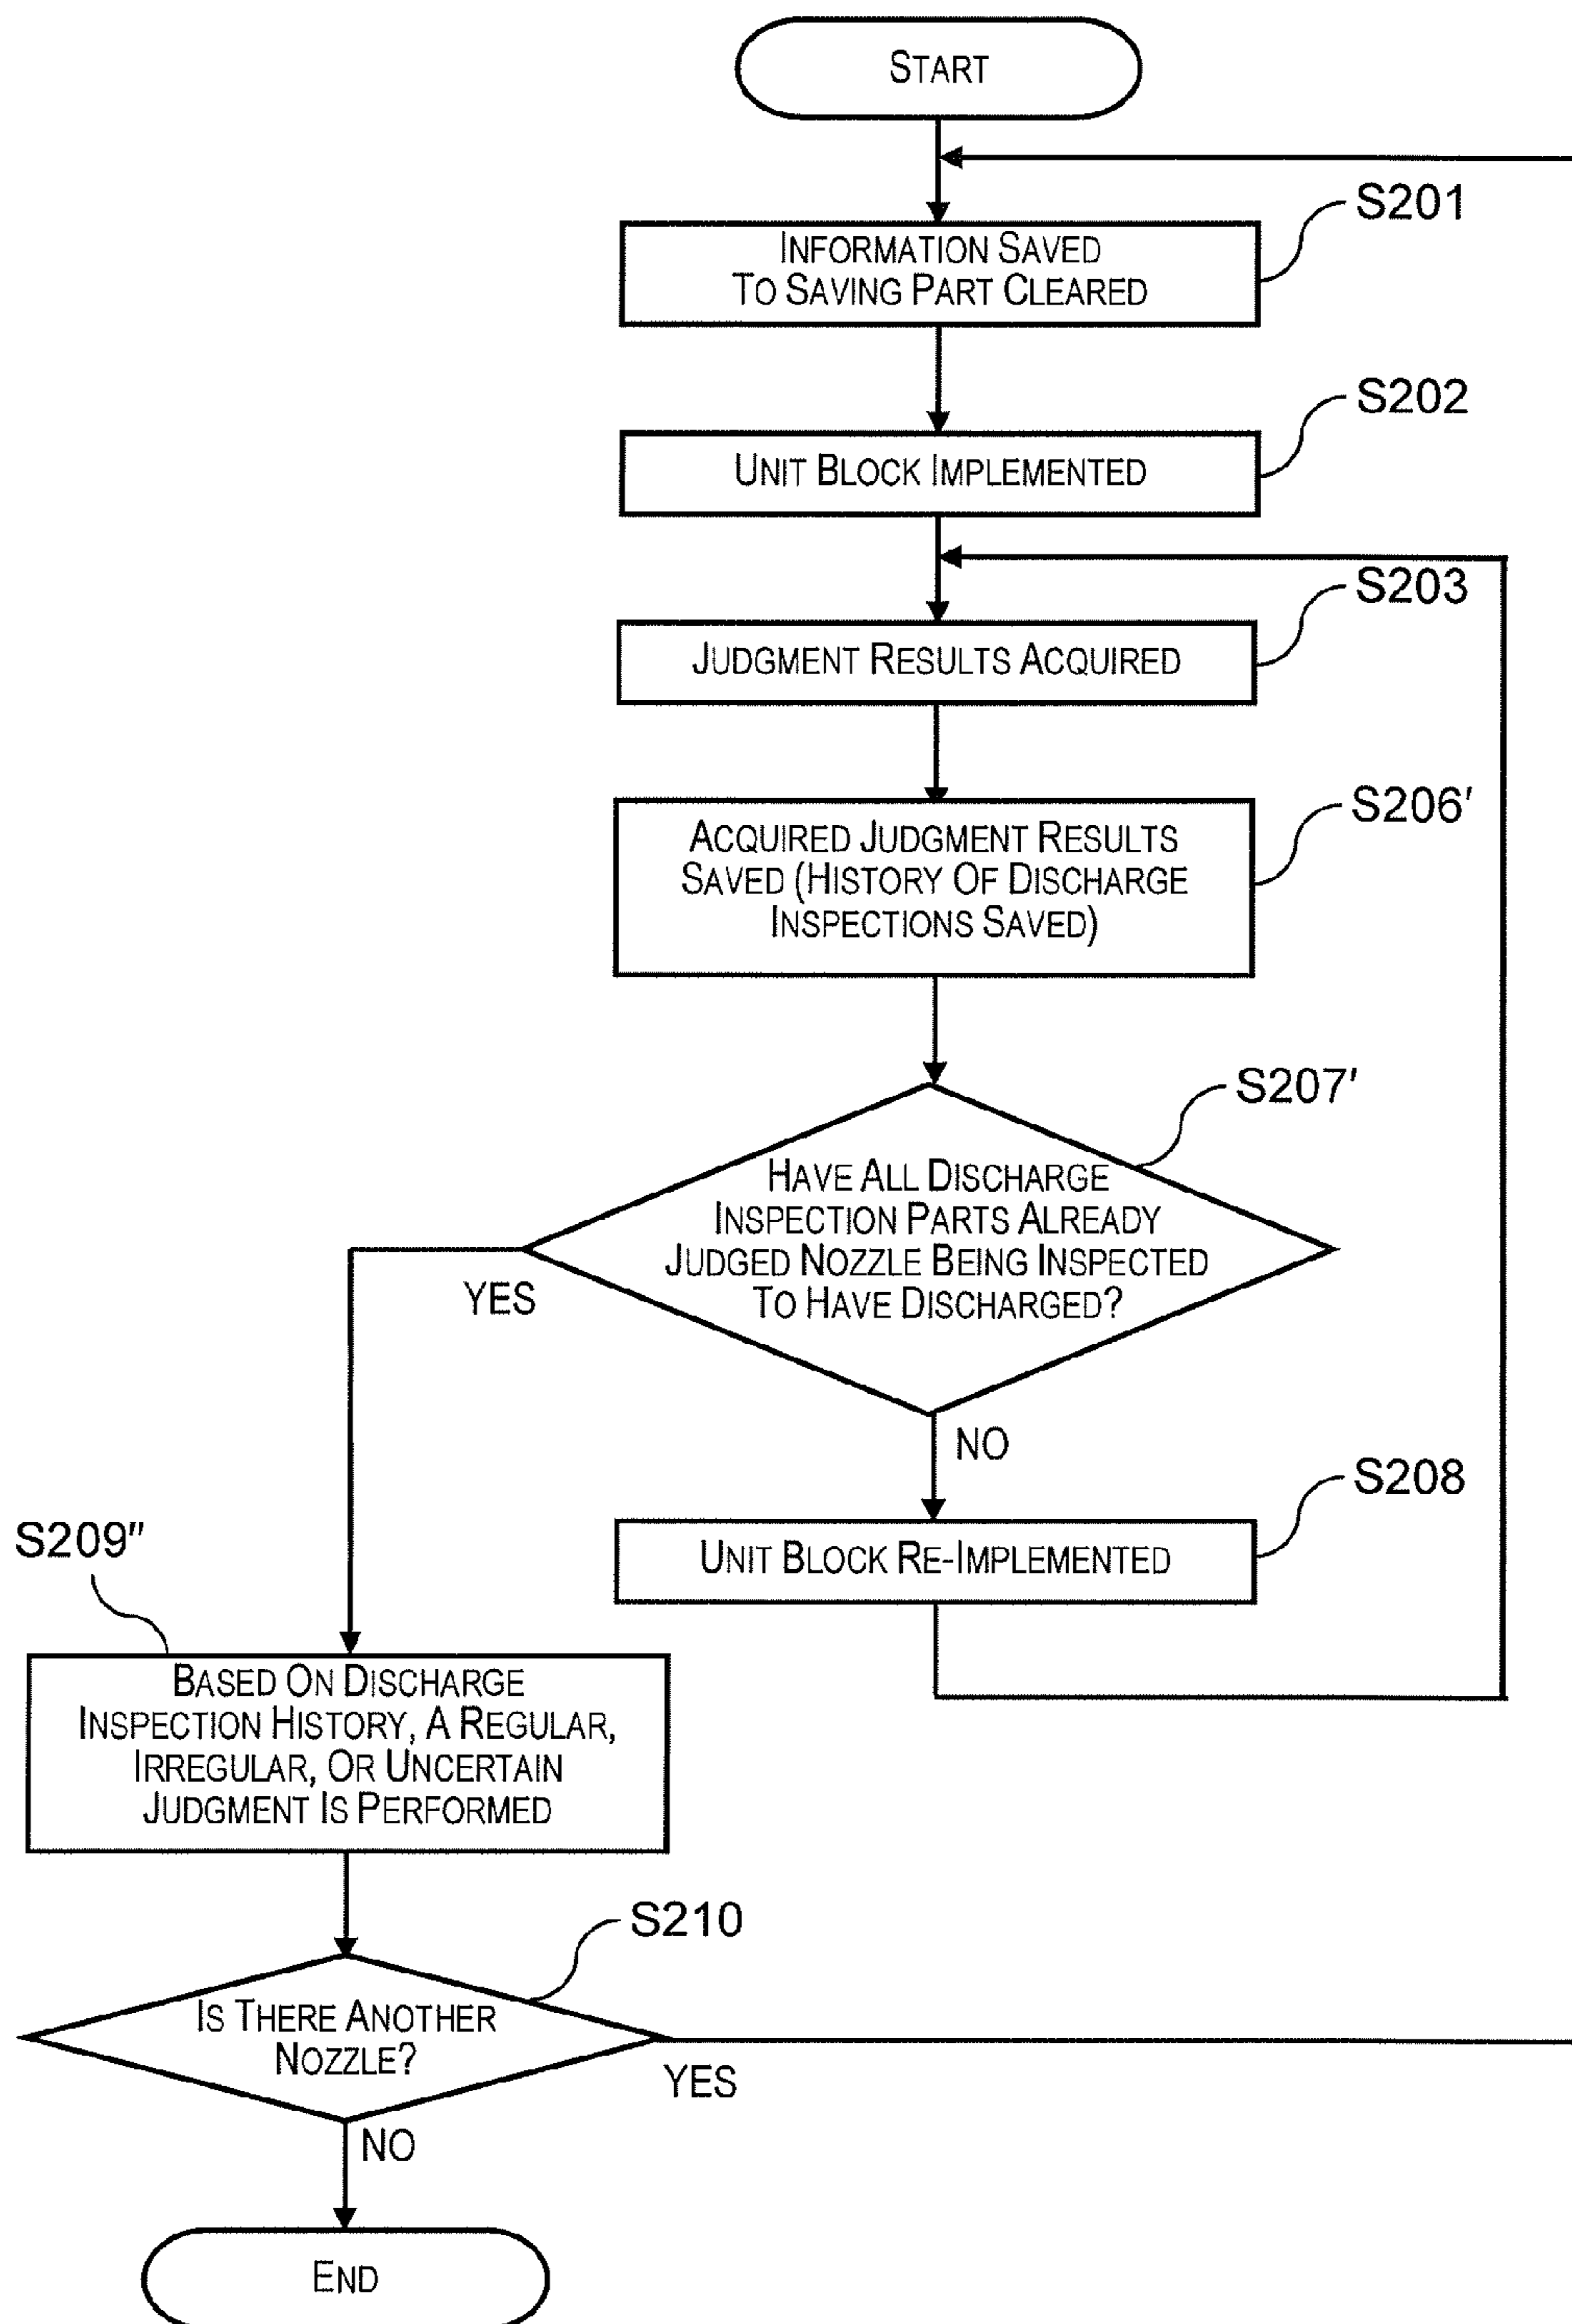 START
S201
INFORMATION SAVED
TO SAVING PART CLEARED
S202
UNIT BLOCK IMPLEMENTED
S203
JUDGMENT RESULTS ACQUIRED
S206'
ACQUIRED JUDGMENT RESULTS
SAVED (HISTORY OF DISCHARGE
INSPECTIONS SAVED)
S207'
HAVE ALL DISCHARGE
INSPECTION PARTS ALREADY
JUDGED NOZZLE BEING INSPECTED
TO HAVE DISCHARGED?
YES
NO
S208
UNIT BLOCK RE-IMPLEMENTED
S209"
BASED ON DISCHARGE
INSPECTION HISTORY, A REGULAR,
IRREGULAR, OR UNCERTAIN
JUDGMENT IS PERFORMED
S210
IS THERE ANOTHER
NOZZLE?
YES
NO
END